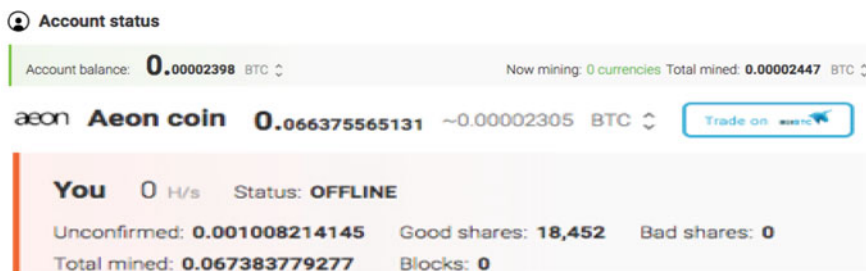 Account status
Account balance: 0.00002398 BTC Now mining: 0 currencies Total mined: 0.00002447 BTC
aeon Aeon coin 0.066375565131 ~0.00002305 BTC Trade on
You 0 H/s Status: OFFLINE
Unconfirmed: 0.001008214145 Good shares: 18,452 Bad shares: 0
Total mined: 0.067383779277 Blocks: 0